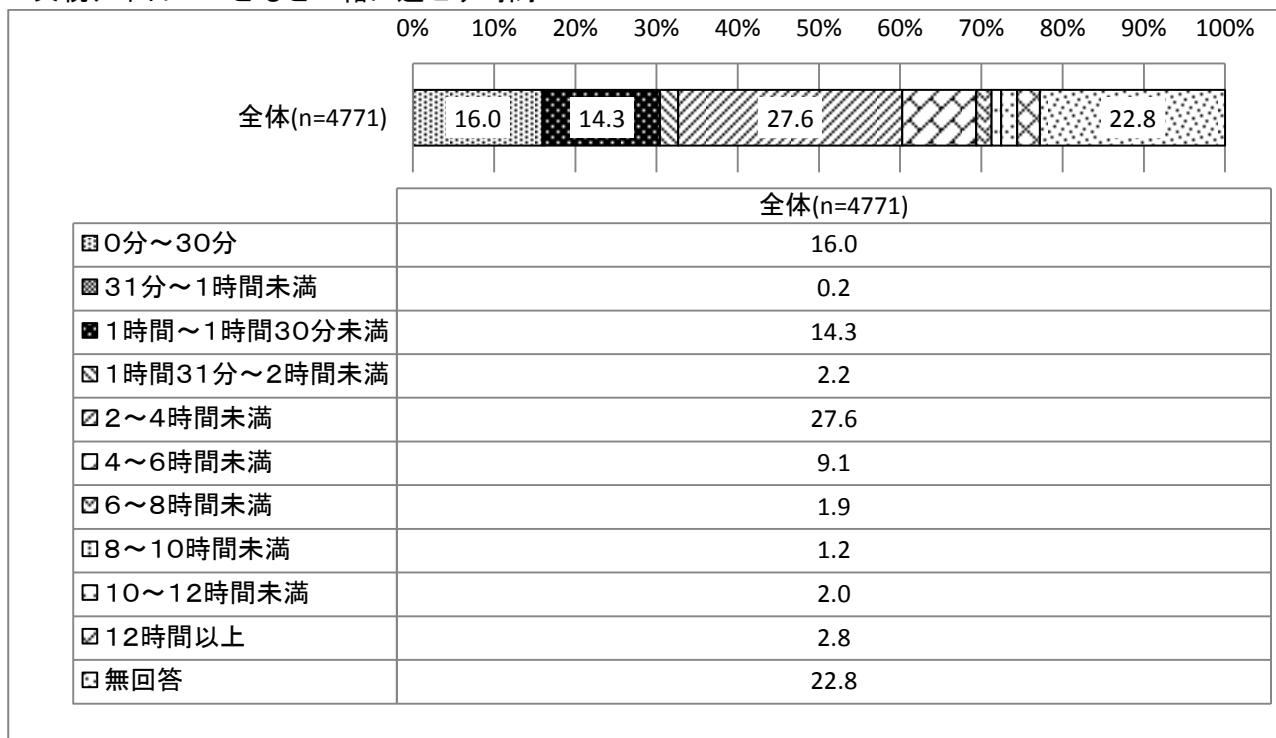 0% 10% 20% 30% 40% 50% 60% 70% 80% 90% 100%
全体(n=4771) 16.0 14.3 27.6 22.8
全体(n=4771)
0分～30分 16.0
31分～1時間未満 0.2
1時間～1時間30分未満 14.3
1時間31分～2時間未満 2.2
2～4時間未満 27.6
4～6時間未満 9.1
6～8時間未満 1.9
8～10時間未満 1.2
10～12時間未満 2.0
12時間以上 2.8
無回答 22.8